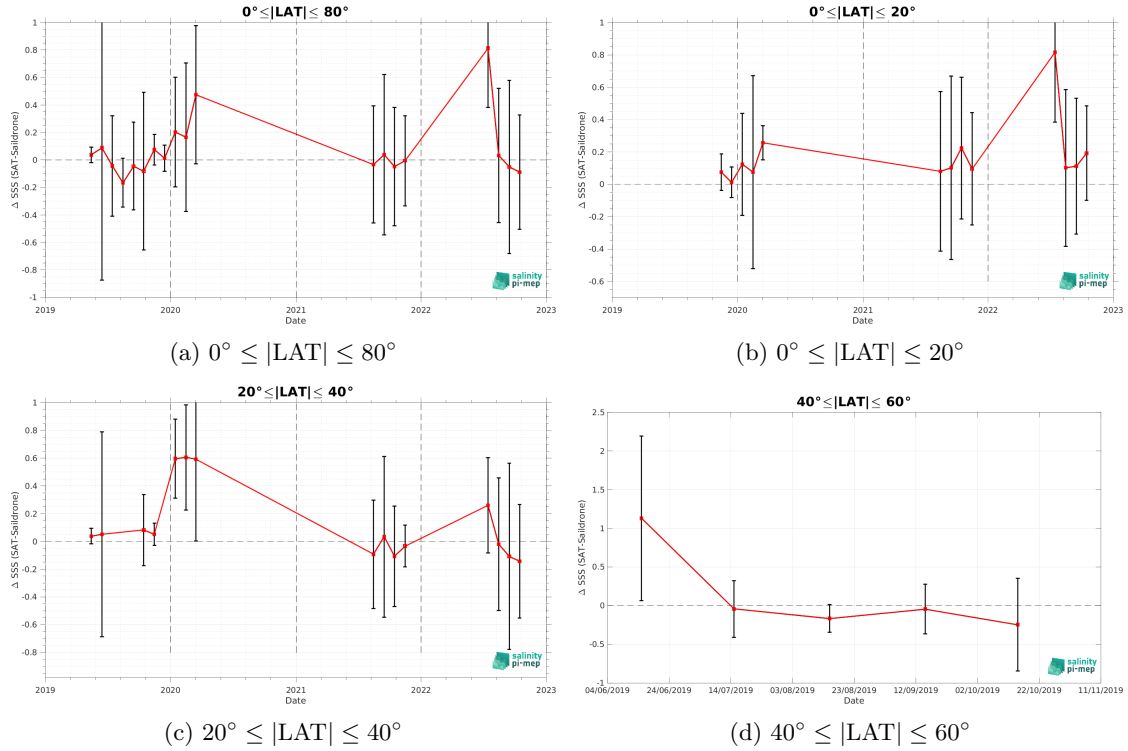 0°≤|LAT|≤ 80°
1
0.8
0.6
0.4
0.2
0
-0.2
-0.4
-0.6
-0.8
-1
Δ SSS (SAT-Saildrone)
2019
2020
2021
2022
2023
Date
salinity
pi-mep
(a) 0° ≤ |LAT| ≤ 80°
0°≤|LAT|≤ 20°
1
0.8
0.6
0.4
0.2
0
-0.2
-0.4
-0.6
Δ SSS (SAT-Saildrone)
2019
2020
2021
2022
2023
Date
salinity
pi-mep
(b) 0° ≤ |LAT| ≤ 20°
20°≤|LAT|≤ 40°
1
0.8
0.6
0.4
0.2
0
-0.2
-0.4
-0.6
-0.8
Δ SSS (SAT-Saildrone)
2019
2020
2021
2022
2023
Date
salinity
pi-mep
(c) 20° ≤ |LAT| ≤ 40°
40°≤|LAT|≤ 60°
2.5
2
1.5
1
0.5
0
-0.5
-1
Δ SSS (SAT-Saildrone)
04/06/2019
24/06/2019
14/07/2019
03/08/2019
23/08/2019
12/09/2019
02/10/2019
22/10/2019
11/11/2019
Date
salinity
pi-mep
(d) 40° ≤ |LAT| ≤ 60°